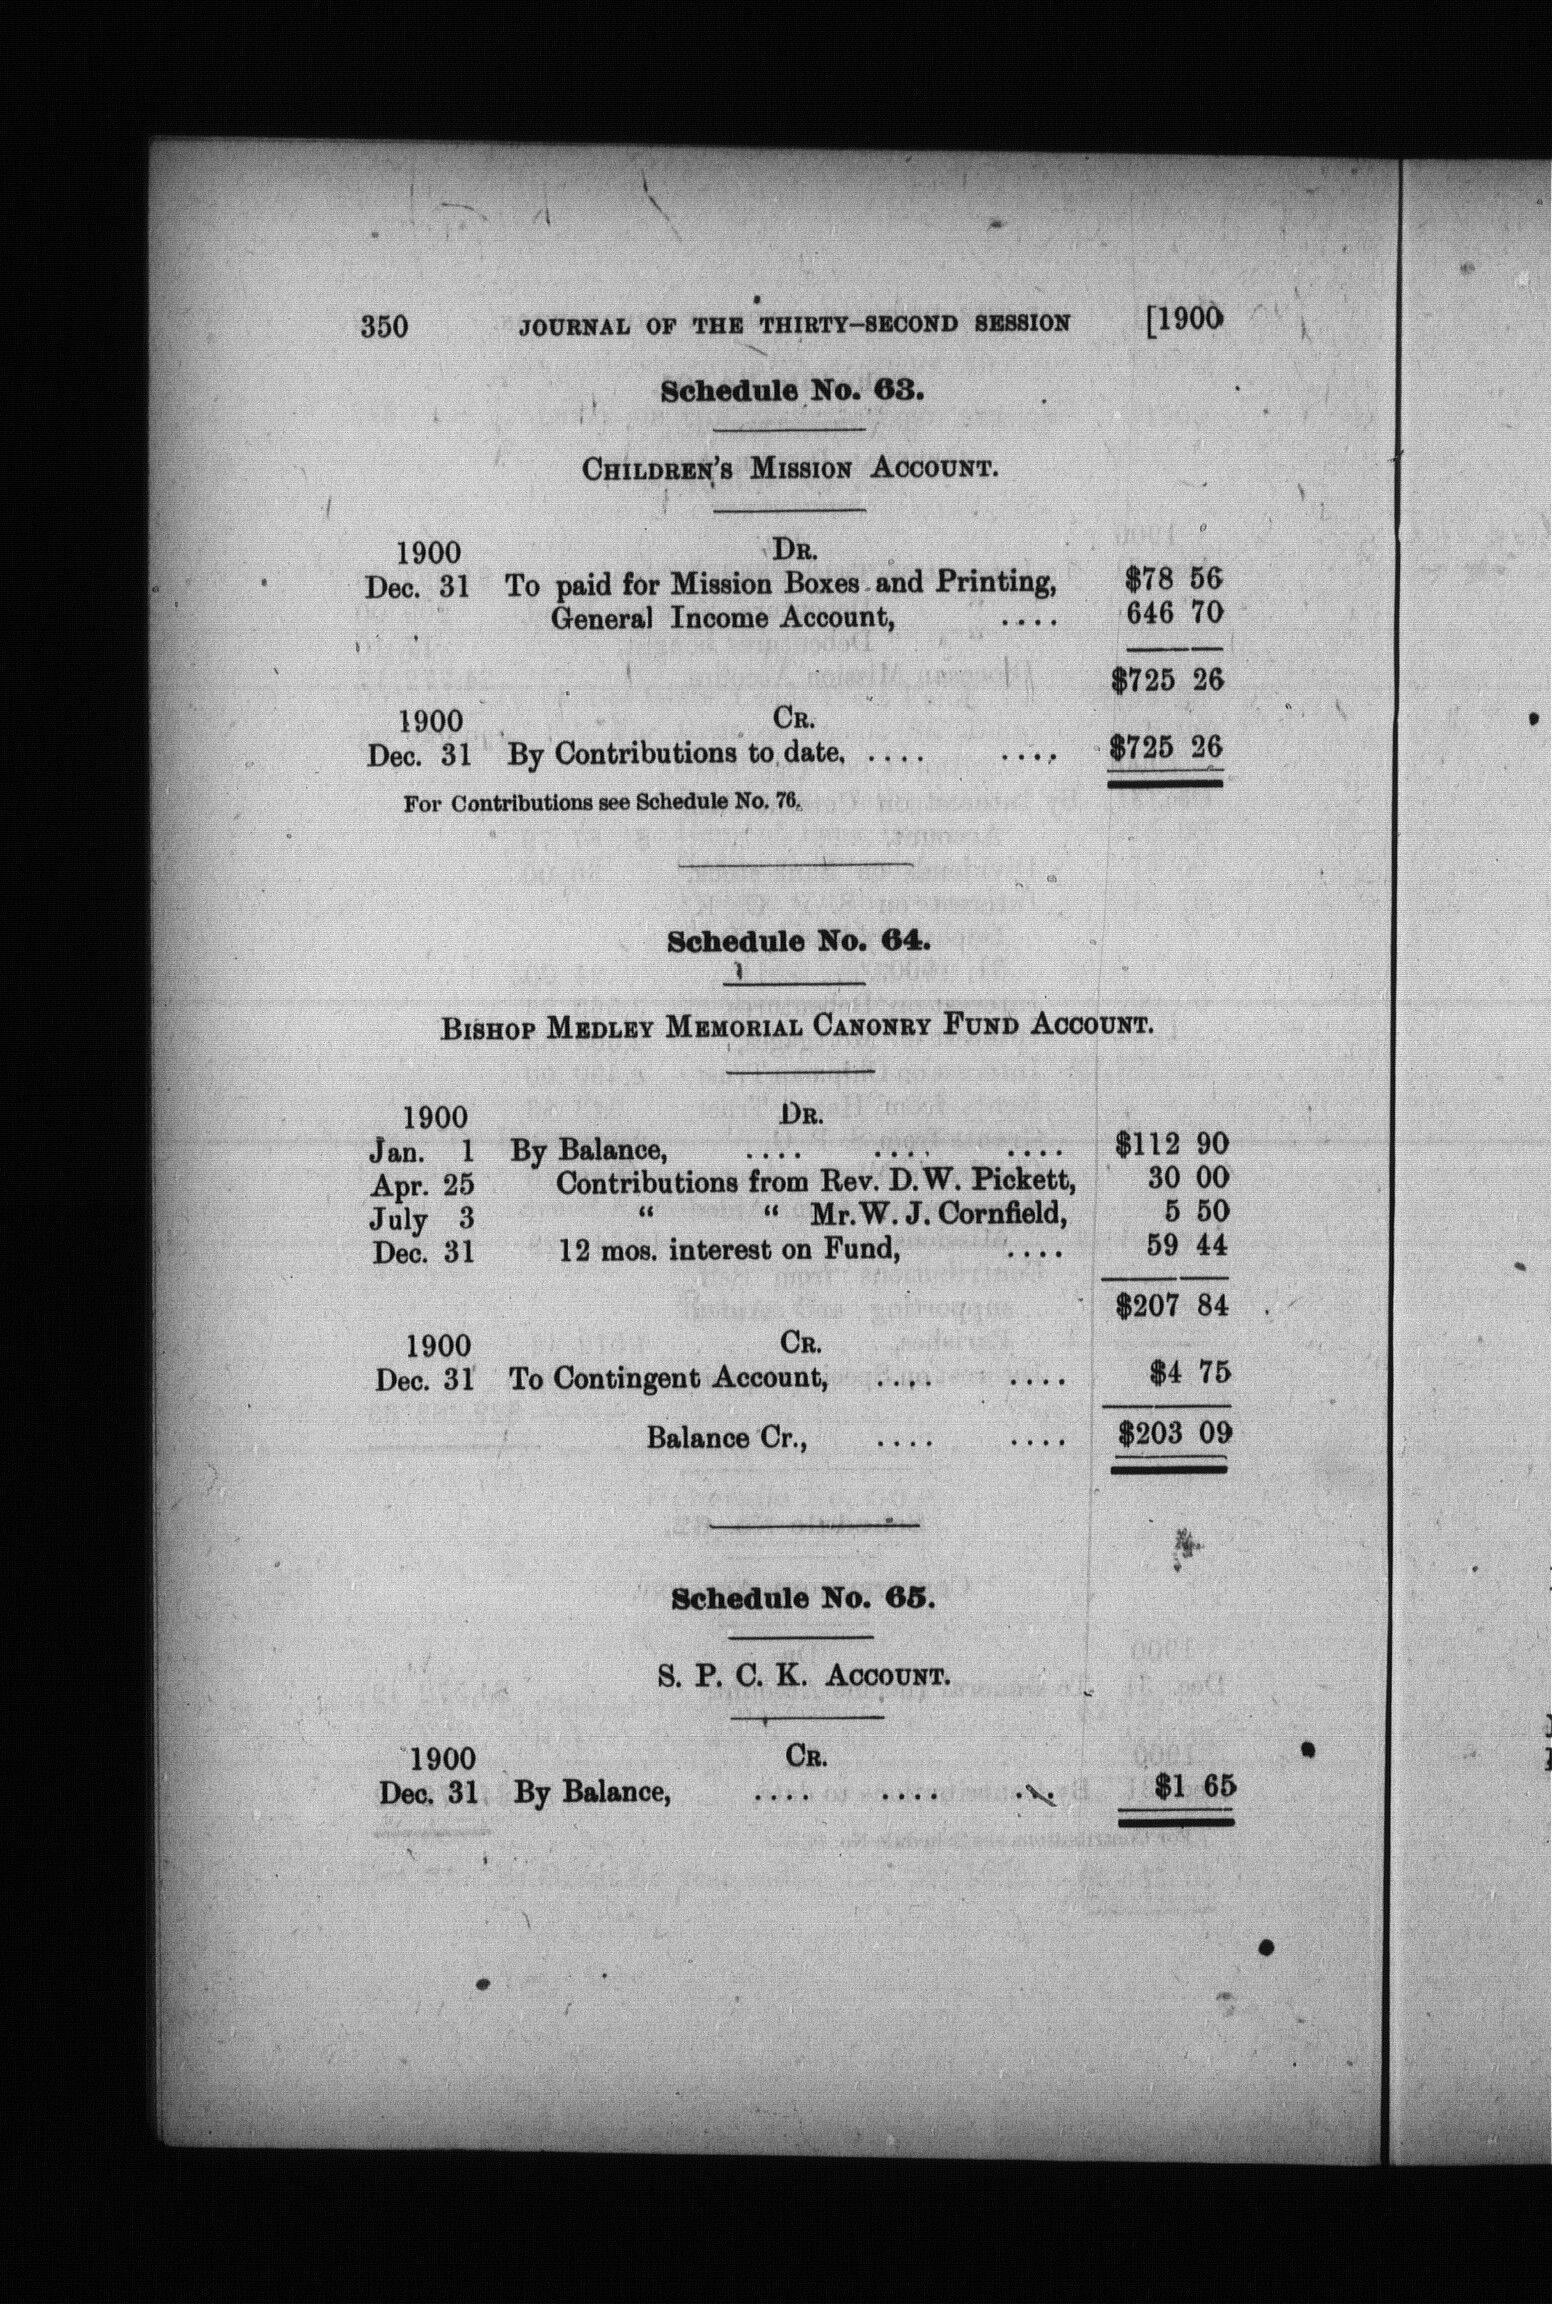 350 JOURNAL OF THE THIRTY-SECOND SESSION [1900
Schedule No. 63.
CHILDREN'S MISSION ACCOUNT.
1900 DR.
Dec. 31 To paid for Mission Boxes and Printing, $78 56
General Income Account, .... 646 70
$725 26
1900 CR.
Dec. 31 By Contributions to date, .... .... $725 26
For Contributions see Schedule No. 76.
Schedule No. 64.
BISHOP MEDLEY MEMORIAL CANONRY FUND ACCOUNT.
1900 DR.
Jan. 1 By Balance, .... .... .... $112 90
Apr. 25 Contributions from Rev. D. W. Pickett, 30 00
July 3 “ “ Mr. W. J. Cornfield, 5 50
Dec. 31 12 mos. interest on Fund, .... 59 44
$207 84
1900 CR.
Dec. 31 To Contingent Account, .... .... $4 75
Balance Cr., .... .... $203 09
Schedule No. 65.
S. P. C. K. ACCOUNT.
1900 CR.
Dec. 31 By Balance, .... .... ... $1 65